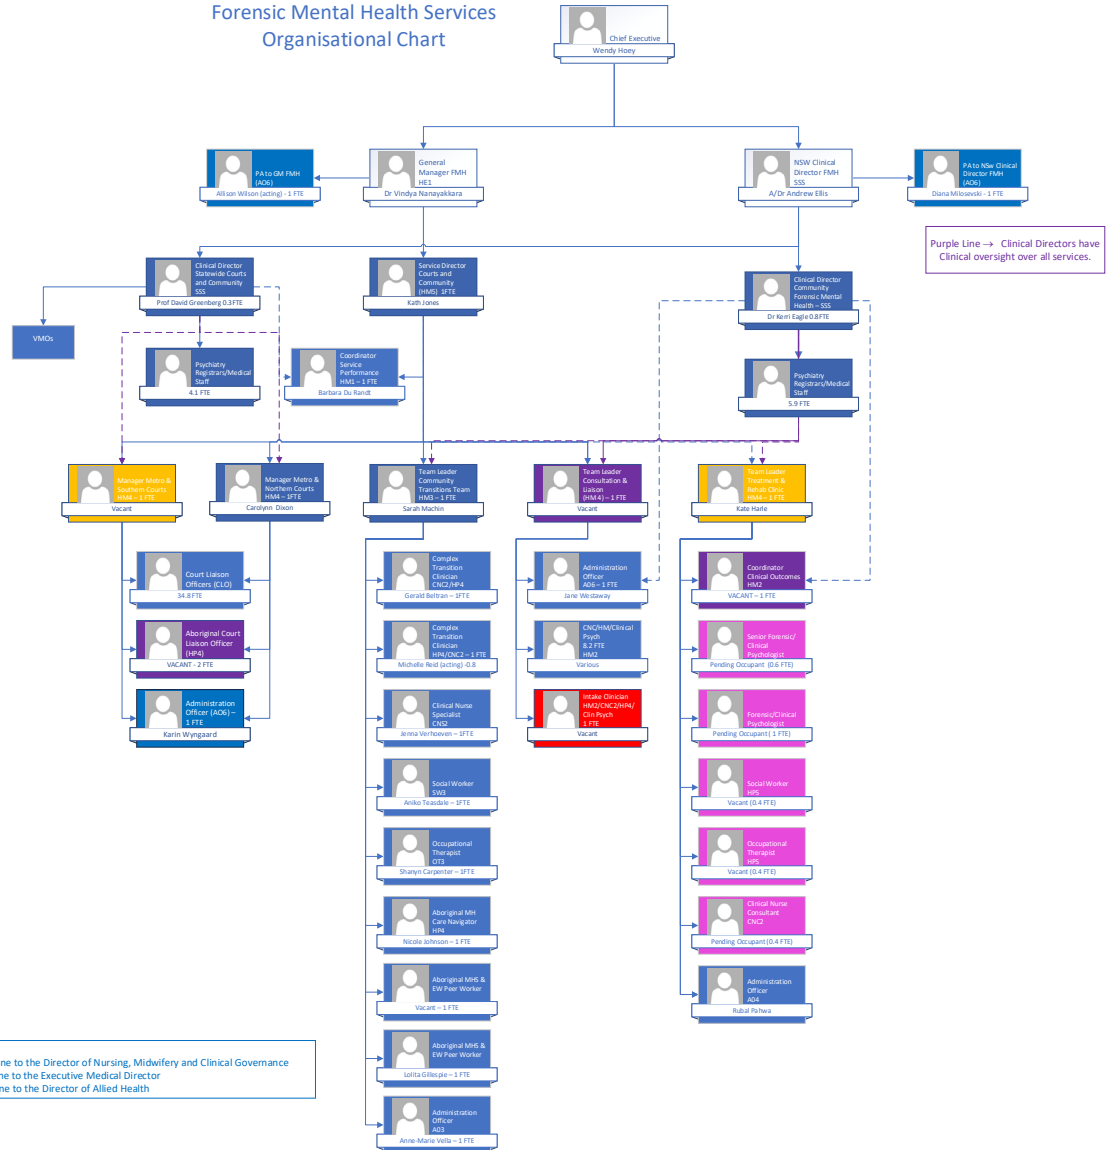 Forensic Mental Health Services
Organisational Chart
Chief Executive
Wendy Hoey
PA to GM FMH
(AO6)
Allison Wilson (acting) - 1 FTE
General
Manager FMH
HE1
Dr Vindya Nanayakkara
NSW Clinical
Director FMH
SSS
A/Dr Andrew Ellis
PA to NSw Clinical
Director FMH
(AO6)
Diana Milosevski - 1 FTE
Purple Line → Clinical Directors have
Clinical oversight over all services.
Clinical Director
Statewide Courts
and Community
SSS
Prof David Greenberg 0.3FTE
Service Director
Courts and
Community
(HM5) 1FTE
Kath Jones
Clinical Director
Community
Forensic Mental
Health – SSS
Dr Kerri Eagle 0.8FTE
VMOs
Psychiatry
Registrars/Medical
Staff
4.1 FTE
Coordinator
Service
Performance
HM1 – 1 FTE
Barbara Du Randt
Psychiatry
Registrars/Medical
Staff
5.9 FTE
Manager Metro &
Southern Courts
HM4 – 1 FTE
Vacant
Manager Metro &
Northern Courts
HM4 – 1FTE
Carolynn Dixon
Team Leader
Community
Transitions Team
HM3 – 1 FTE
Sarah Machin
Team Leader
Consultation &
Liaison
(HM4) – 1 FTE
Vacant
Team Leader
Treatment &
Rehab Clinic
HM4 – 1 FTE
Kate Harle
Court Liaison
Officers (CLO)
34.8 FTE
Aboriginal Court
Liaison Officer
(HP4)
VACANT - 2 FTE
Administration
Officer (AO6) –
1 FTE
Karin Wyngaard
Complex
Transition
Clinician
CNC2/HP4
Gerald Beltran – 1FTE
Complex
Transition
Clinician
HP4/CNC2 – 1 FTE
Michelle Reid (acting) -0.8
Clinical Nurse
Specialist
CNS2
Jenna Verhoeven – 1FTE
Social Worker
SW3
Aniko Teasdale – 1FTE
Occupational
Therapist
OT3
Shanyn Carpenter – 1FTE
Aboriginal MH
Care Navigator
HP4
Nicole Johnson – 1 FTE
Aboriginal MHS &
EW Peer Worker
Vacant – 1 FTE
Aboriginal MHS &
EW Peer Worker
Lolita Gillespie – 1 FTE
Administration
Officer
A03
Anne-Marie Vella – 1 FTE
Administration
Officer
A06 – 1 FTE
Jane Westaway
CNC/HM/Clinical
Psych
8.2 FTE
HM2
Various
Intake Clinician
HM2/CNC2/HP4/
Clin Psych
1 FTE
Vacant
Coordinator
Clinical Outcomes
HM2
VACANT – 1 FTE
Senior Forensic/
Clinical
Psychologist
Pending Occupant (0.6 FTE)
Forensic/Clinical
Psychologist
Pending Occupant ( 1 FTE)
Social Worker
HP5
Vacant (0.4 FTE)
Occupational
Therapist
HP5
Vacant (0.4 FTE)
Clinical Nurse
Consultant
CNC2
Pending Occupant (0.4 FTE)
Administration
Officer
A04
Rubal Pahwa
ne to the Director of Nursing, Midwifery and Clinical Governance
ne to the Executive Medical Director
ne to the Director of Allied Health